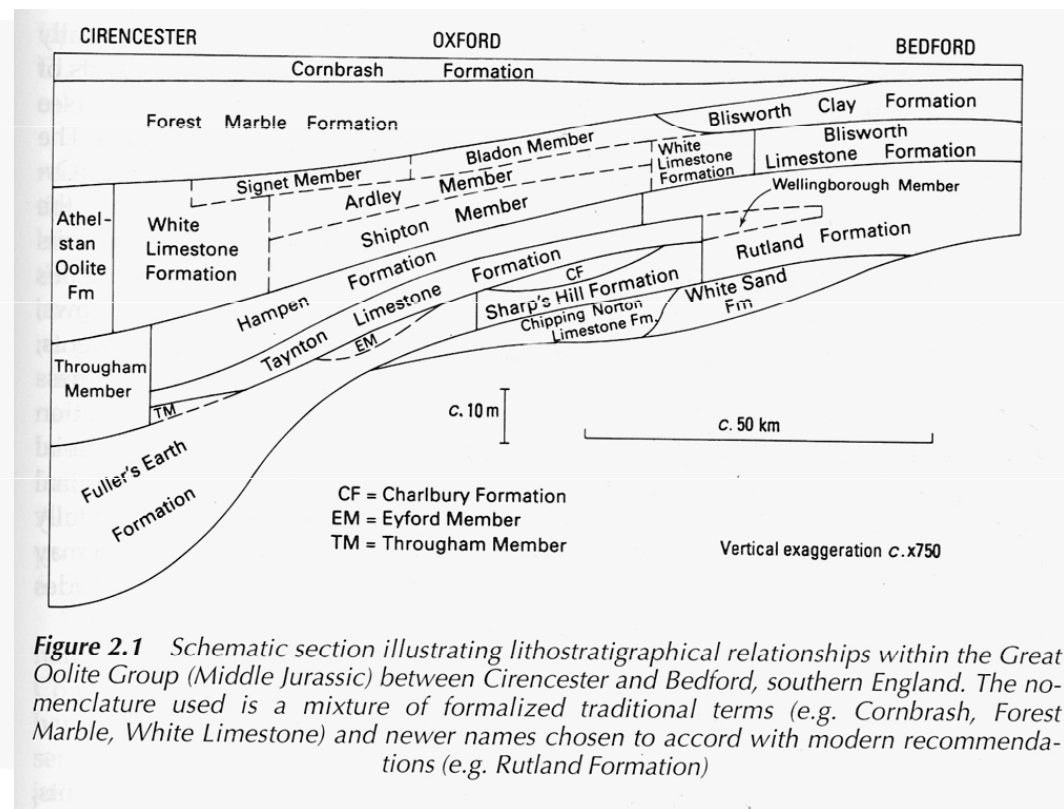 CIRENCESTER
OXFORD
BEDFORD
Cornbrash Formation
Forest Marble Formation
Blisworth Clay Formation
Bladon Member
White
Limestone
Formation
Blisworth
Limestone Formation
Signet Member
Ardley Member
Wellingborough Member
Athel-
stan
Oolite
Fm
White
Limestone
Formation
Shipton Member
Rutland Formation
Hampen Formation
CF
Sharp's Hill Formation
White Sand
Fm
Taynton Limestone Formation
Chipping Norton
Limestone Fm.
EM
Througham
Member
TM
c. 10 m
c. 50 km
Fuller's Earth
Formation
CF = Charlbury Formation
EM = Eyford Member
TM = Througham Member
Vertical exaggeration c.x750
Figure 2.1 Schematic section illustrating lithostratigraphical relationships within the Great
Oolite Group (Middle Jurassic) between Cirencester and Bedford, southern England. The no-
menclature used is a mixture of formalized traditional terms (e.g. Cornbrash, Forest
Marble, White Limestone) and newer names chosen to accord with modern recommenda-
tions (e.g. Rutland Formation)